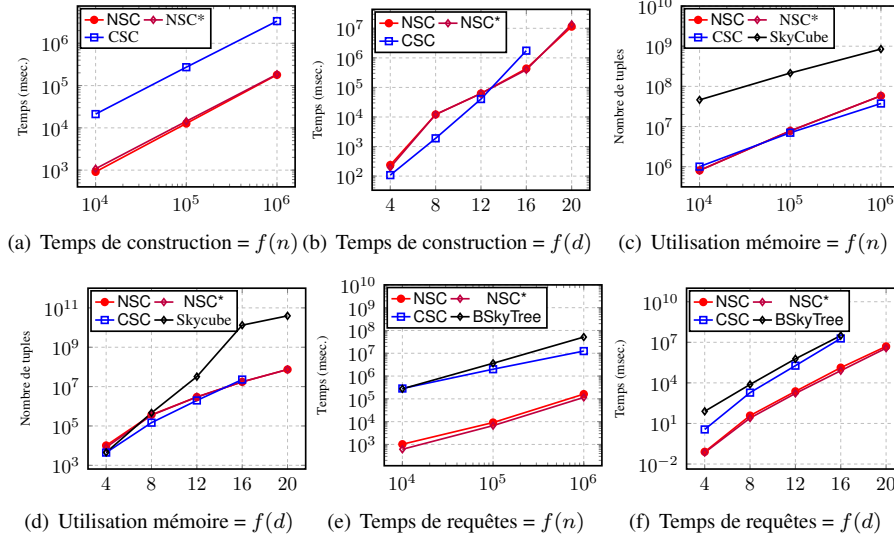 NSC NSC*
CSC
Temps (msec.)
10^6
10^5
10^4
10^3
10^4 10^5 10^6
(a) Temps de construction = f(n)
NSC NSC*
CSC
Temps (msec.)
10^7
10^6
10^5
10^4
10^3
10^2
4 8 12 16 20
(b) Temps de construction = f(d)
NSC NSC*
CSC SkyCube
Nombre de tuples
10^10
10^9
10^8
10^7
10^6
10^4 10^5 10^6
(c) Utilisation mémoire = f(n)
NSC NSC*
CSC Skycube
Nombre de tuples
10^11
10^9
10^7
10^5
10^3
4 8 12 16 20
(d) Utilisation mémoire = f(d)
NSC NSC*
CSC BSkyTree
Temps (msec.)
10^10
10^9
10^8
10^7
10^6
10^5
10^4
10^3
10^4 10^5 10^6
(e) Temps de requêtes = f(n)
NSC NSC*
CSC BSkyTree
Temps (msec.)
10^10
10^7
10^4
10^1
10^−2
4 8 12 16 20
(f) Temps de requêtes = f(d)